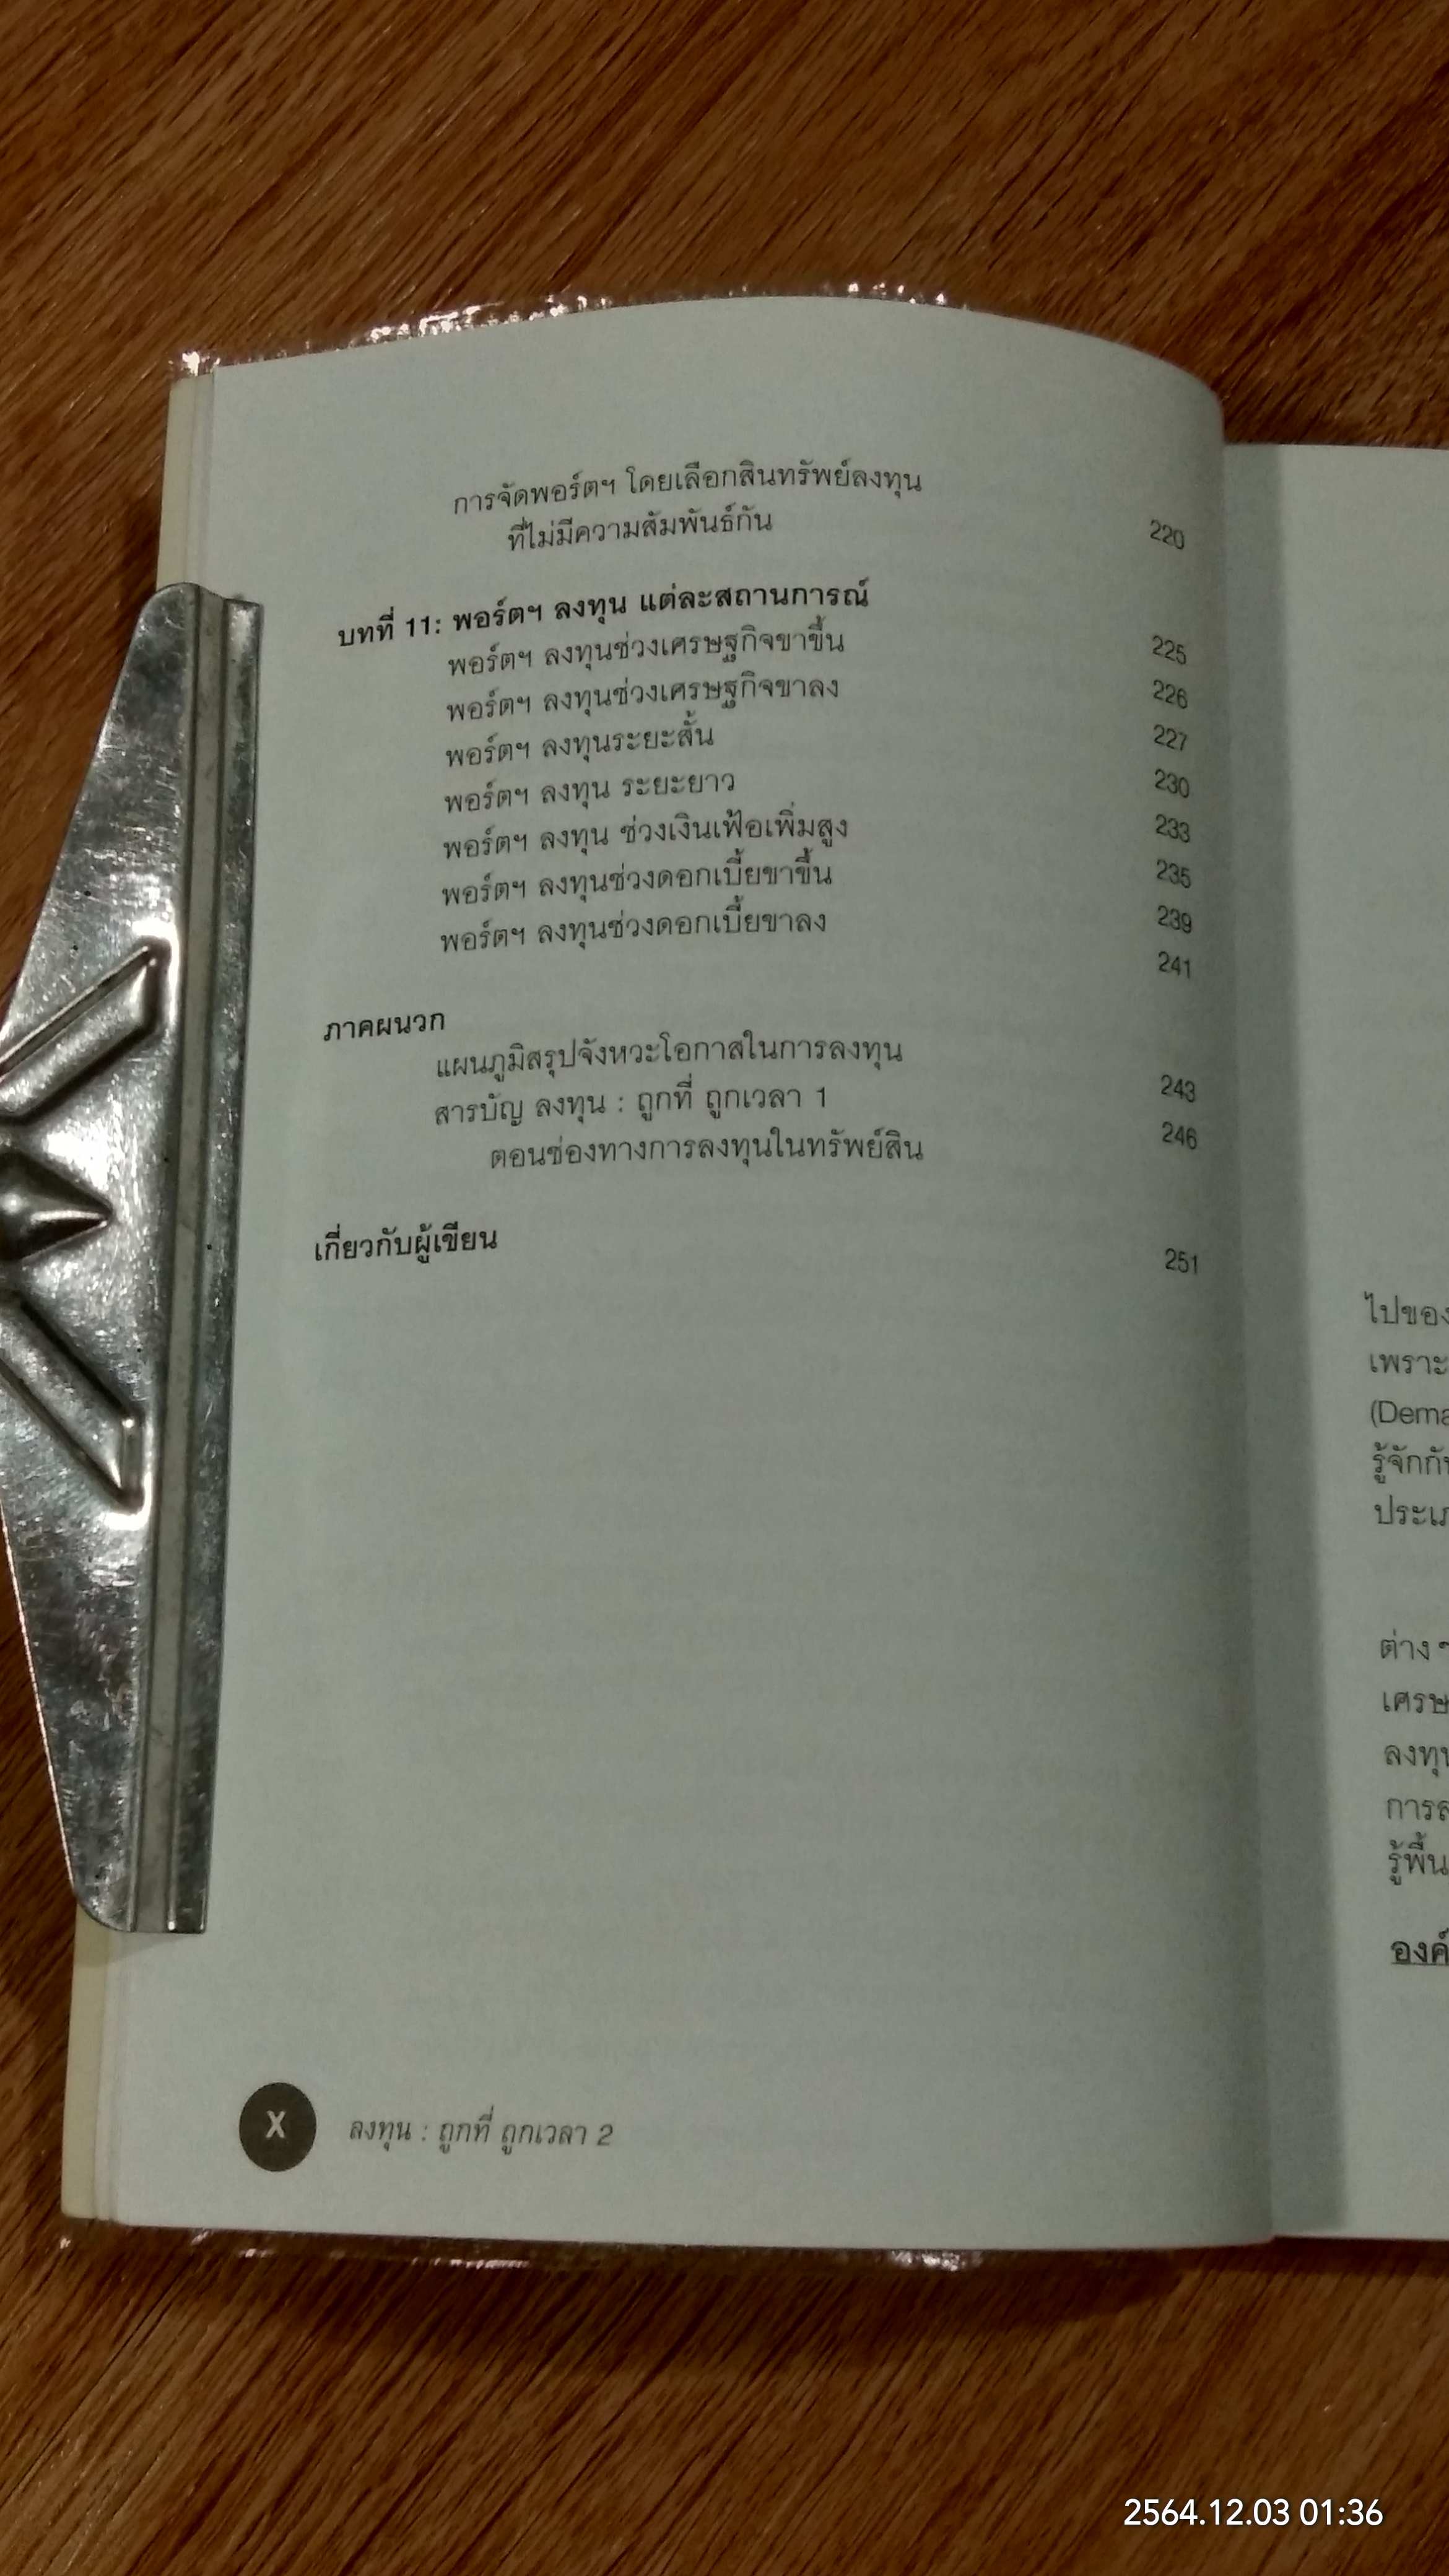 การจัดพอร์ตฯ โดยเลือกสินทรัพย์ลงทุน
ที่ไม่มีความสัมพันธ์กัน 220
บทที่ 11: พอร์ตฯ ลงทุน แต่ละสถานการณ์ 225
พอร์ตฯ ลงทุนช่วงเศรษฐกิจขาขึ้น 226
พอร์ตฯ ลงทุนช่วงเศรษฐกิจขาลง 227
พอร์ตฯ ลงทุนระยะสั้น 230
พอร์ตฯ ลงทุน ระยะยาว 233
พอร์ตฯ ลงทุน ช่วงเงินเฟ้อเพิ่มสูง 235
พอร์ตฯ ลงทุนช่วงดอกเบี้ยขาขึ้น 239
พอร์ตฯ ลงทุนช่วงดอกเบี้ยขาลง 241
ภาคผนวก
แผนภูมิสรุปจังหวะโอกาสในการลงทุน 243
สารบัญ ลงทุน : ถูกที่ ถูกเวลา 1 246
ตอนช่องทางการลงทุนในทรัพย์สิน
เกี่ยวกับผู้เขียน 251
X ลงทุน : ถูกที่ ถูกเวลา 2
ไปของ
เพราะ
(Dema
รู้จักกับ
ประเภ
ต่าง ๆ
เศรษ
ลงทุน
การล
รู้พื้น
องค์
2564.12.03 01:36